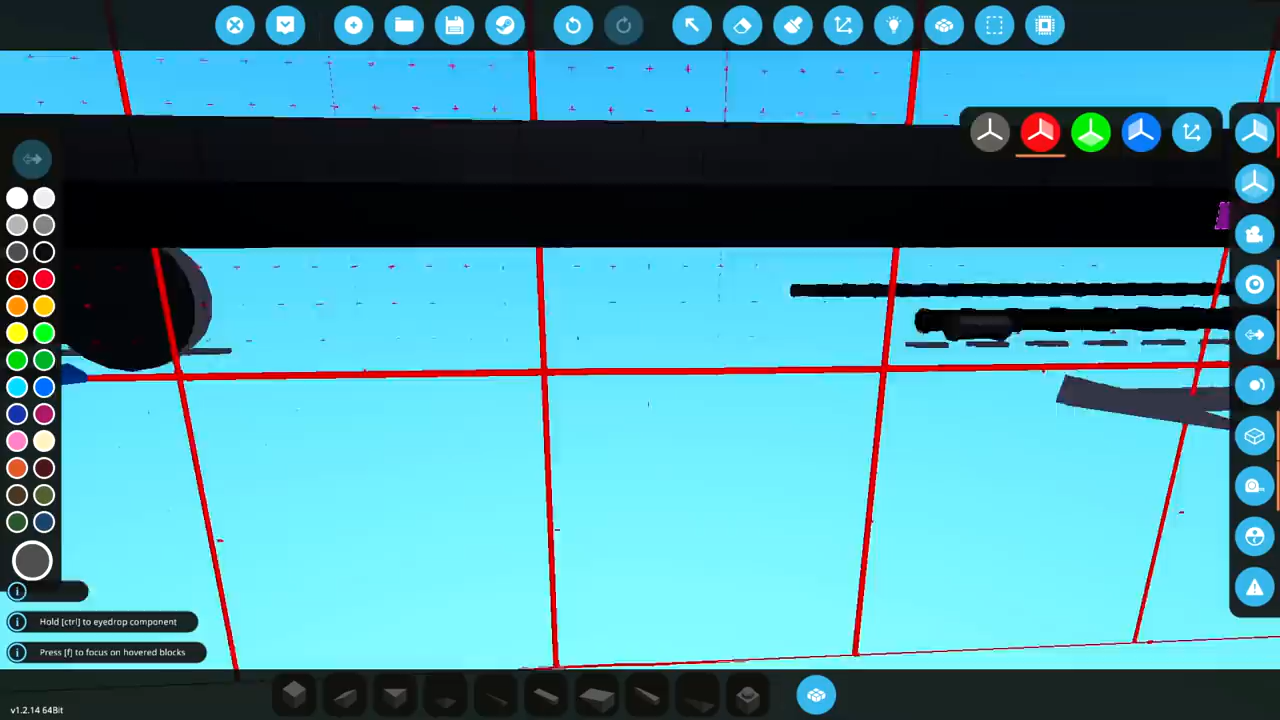 Hold [ctrl] to eyedrop component
Press [f] to focus on hovered blocks
v1.2.14 64Bit